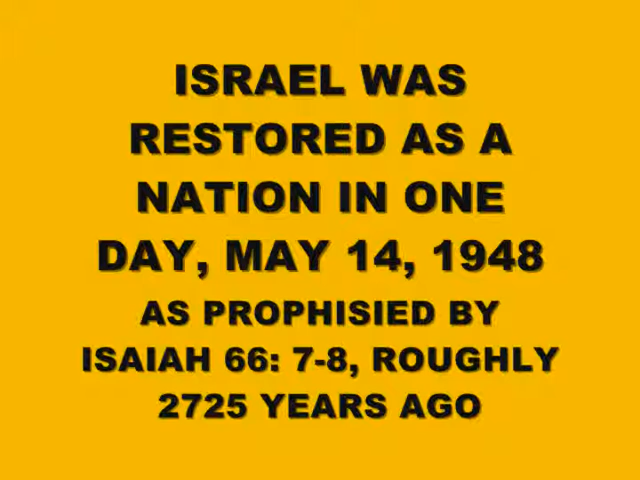 ISRAEL WAS
RESTORED AS A
NATION IN ONE
DAY, MAY 14, 1948
AS PROPHISIED BY
ISAIAH 66: 7-8, ROUGHLY
2725 YEARS AGO